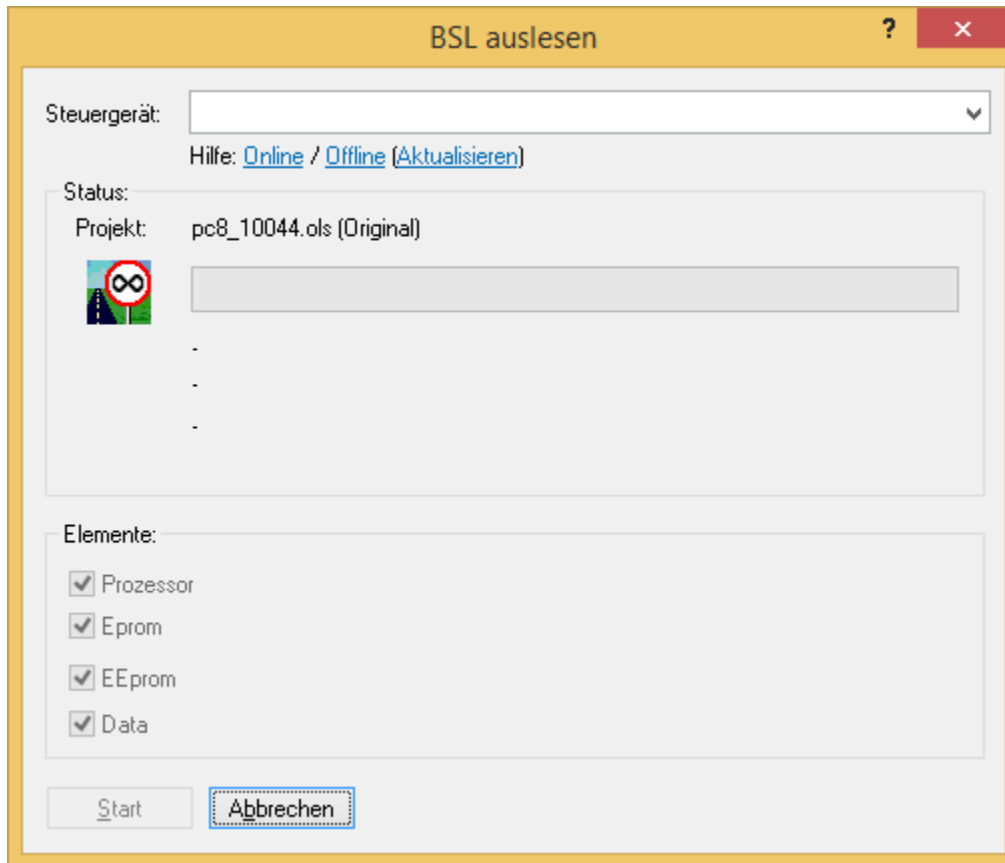 BSL auslesen
Steuergerät:
Hilfe: Online / Offline (Aktualisieren)
Status:
Projekt: pc8_10044.ols (Original)
-
-
-
Elemente:
Prozessor
Eprom
EEprom
Data
Start Abbrechen